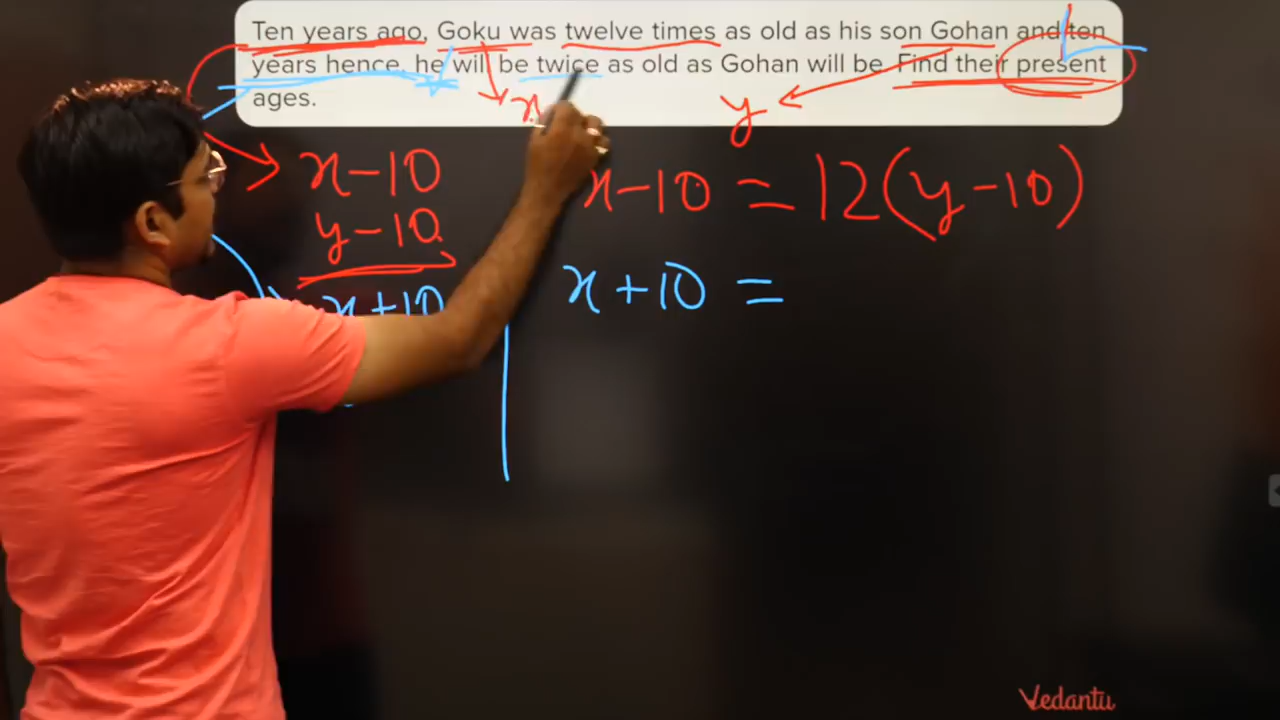 Ten years ago, Goku was twelve times as old as his son Gohan and ten
years hence, he will be twice as old as Gohan will be. Find their present
ages.
x y
x-10 x-10 = 12(y-10)
y-10
x+10 x+10 =
Vedantu